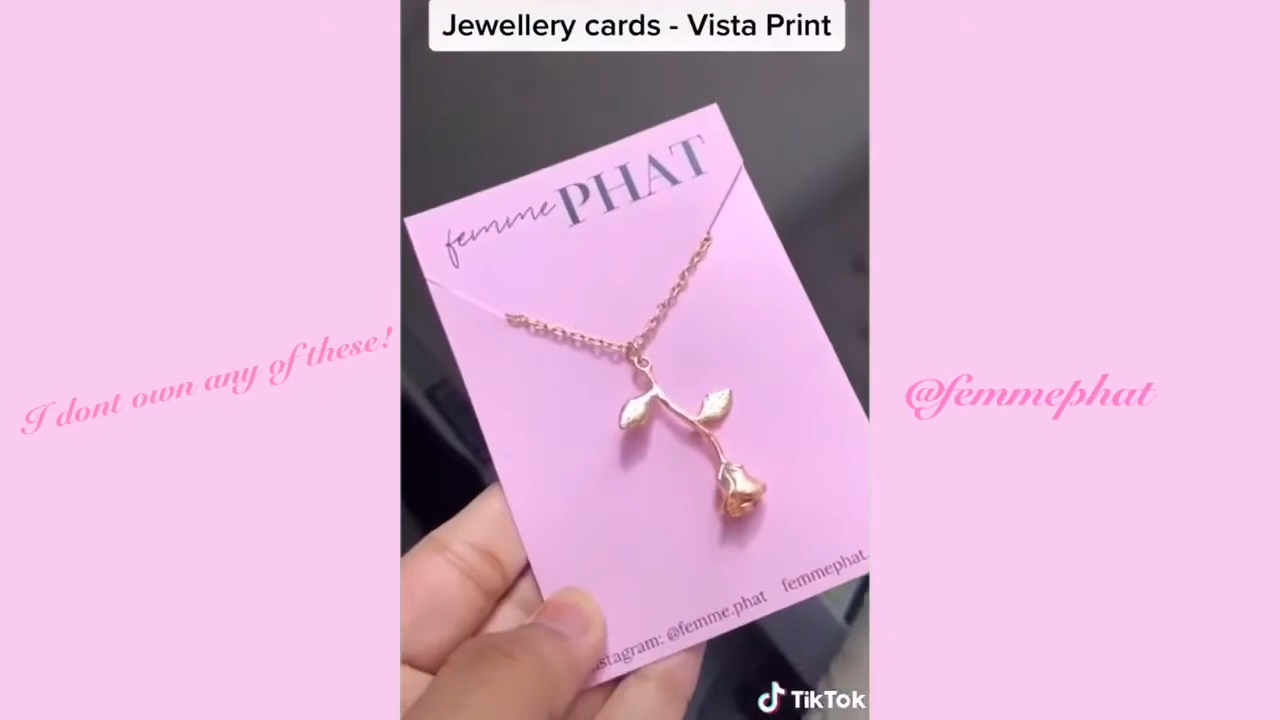 Jewellery cards - Vista Print
femme PHAT
I dont own any of these!
@femmephat
Instagram: @femme.phat femmephat.
TikTok